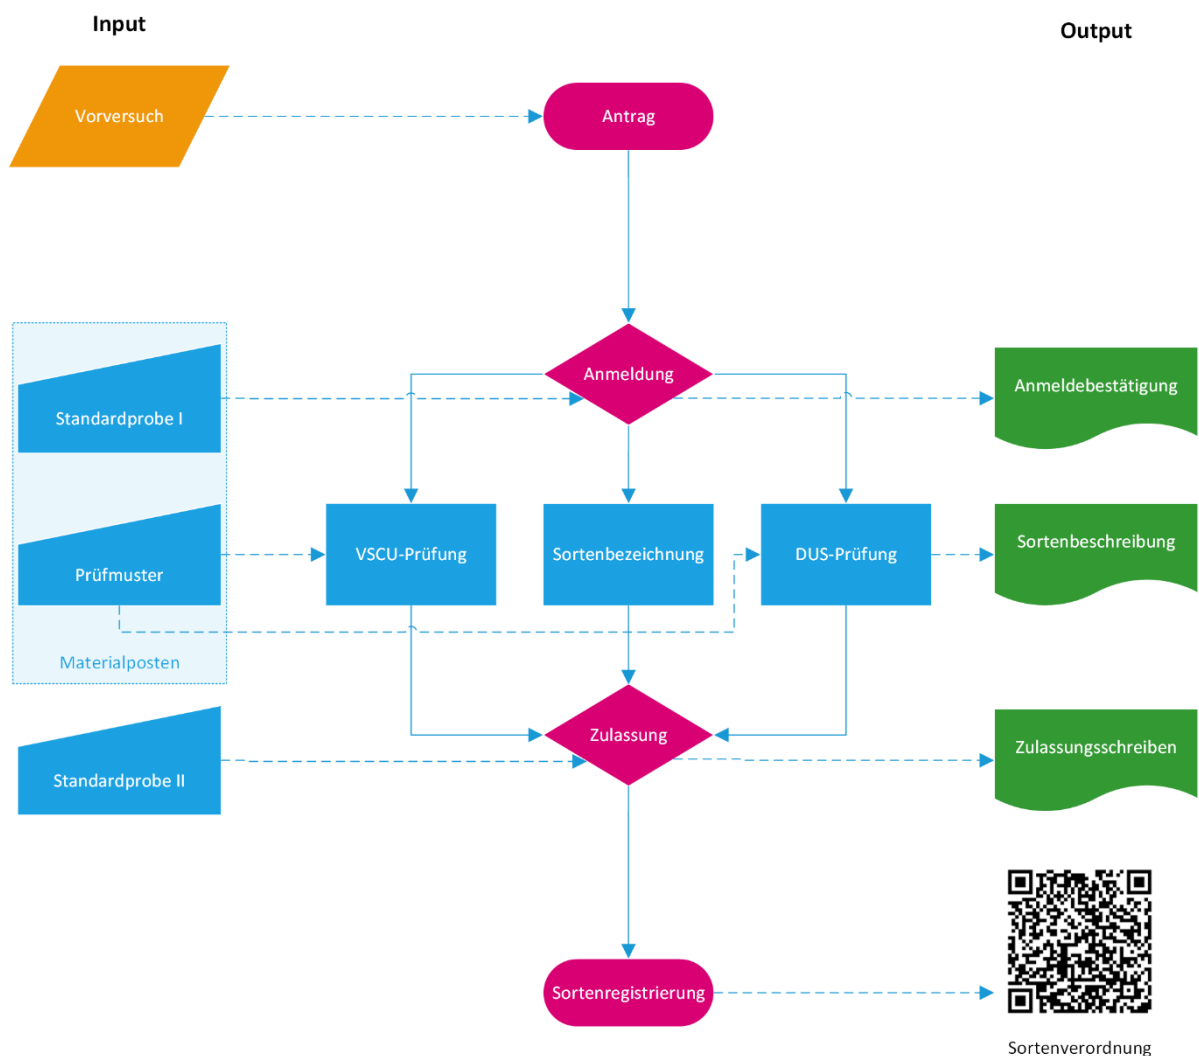 Input
Output
Vorversuch
Antrag
Anmeldung
Standardprobe I
Anmeldebestätigung
Prüfmuster
VSCU-Prüfung
Sortenbezeichnung
DUS-Prüfung
Sortenbeschreibung
Materialposten
Standardprobe II
Zulassung
Zulassungsschreiben
Sortenregistrierung
Sortenverordnung